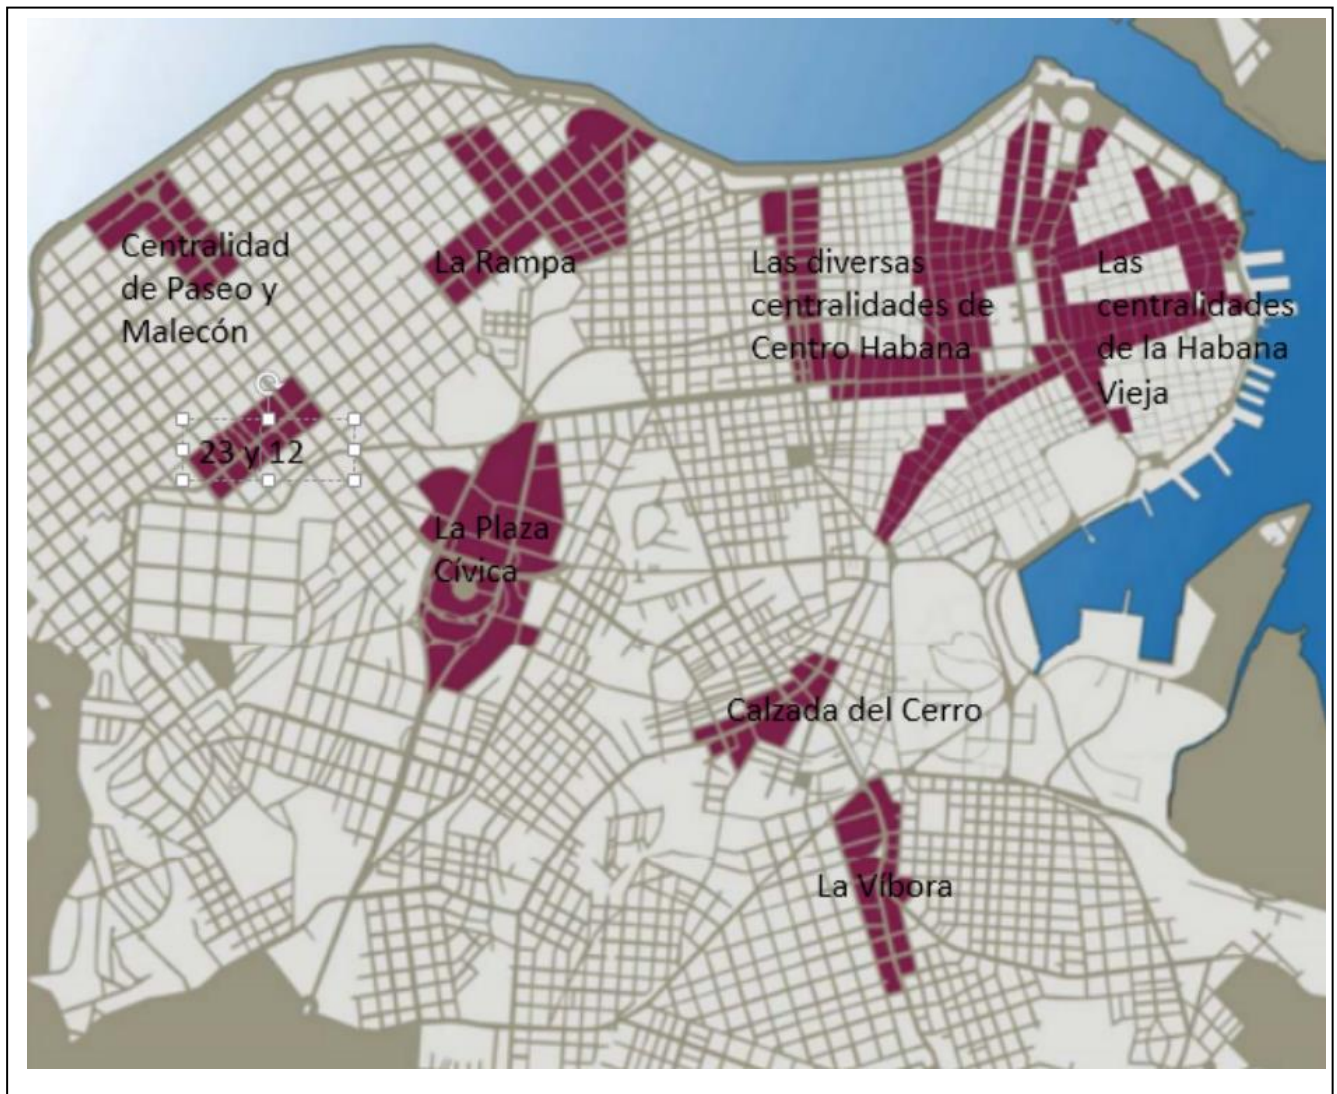 Centralidad
de Paseo y
Malecón
La Rampa
Las diversas
centralidades de
Centro Habana
Las
centralidades
de la Habana
Vieja
23 y 12
La Plaza
Cívica
Calzada del Cerro
La Víbora